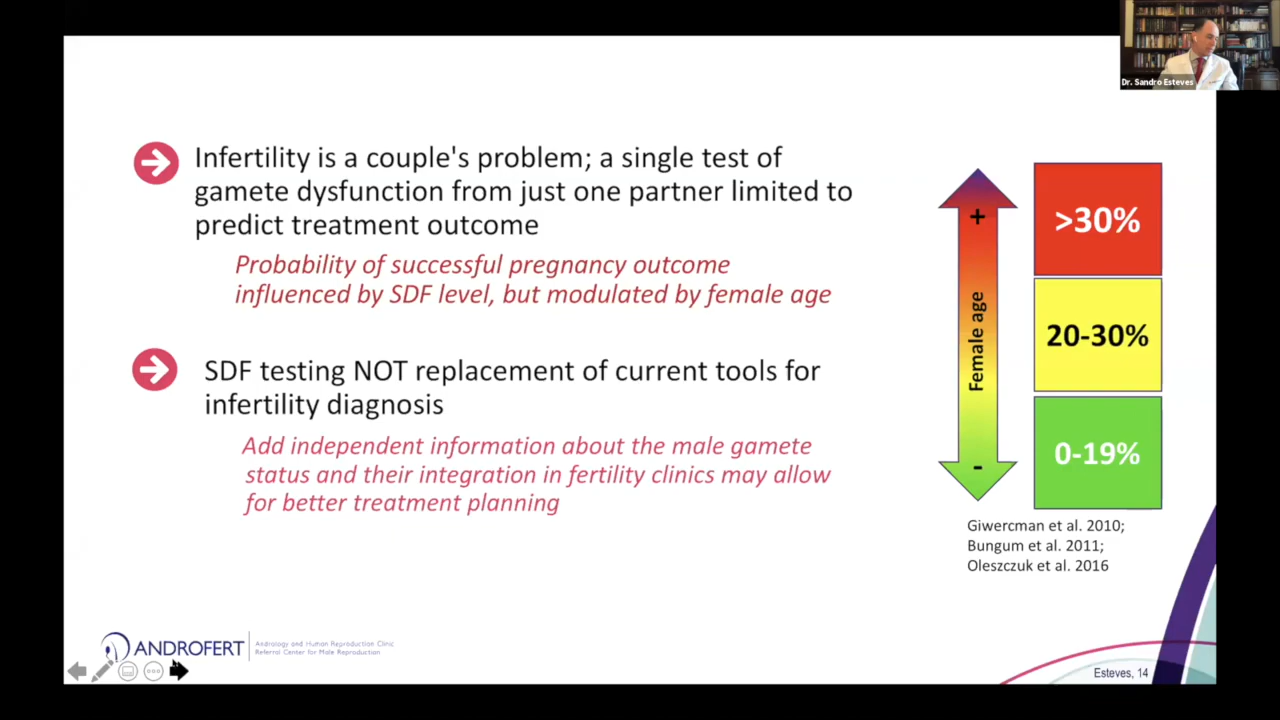 Dr. Sandro Esteves
Infertility is a couple's problem; a single test of
gamete dysfunction from just one partner limited to
predict treatment outcome
Probability of successful pregnancy outcome
influenced by SDF level, but modulated by female age
SDF testing NOT replacement of current tools for
infertility diagnosis
Add independent information about the male gamete
status and their integration in fertility clinics may allow
for better treatment planning
+
Female age
-
>30%
20-30%
0-19%
Giwercman et al. 2010;
Bungum et al. 2011;
Oleszczuk et al. 2016
ANDROFERT
Andrology and Human Reproduction Clinic
Referral Center for Male Reproduction
Esteves, 14